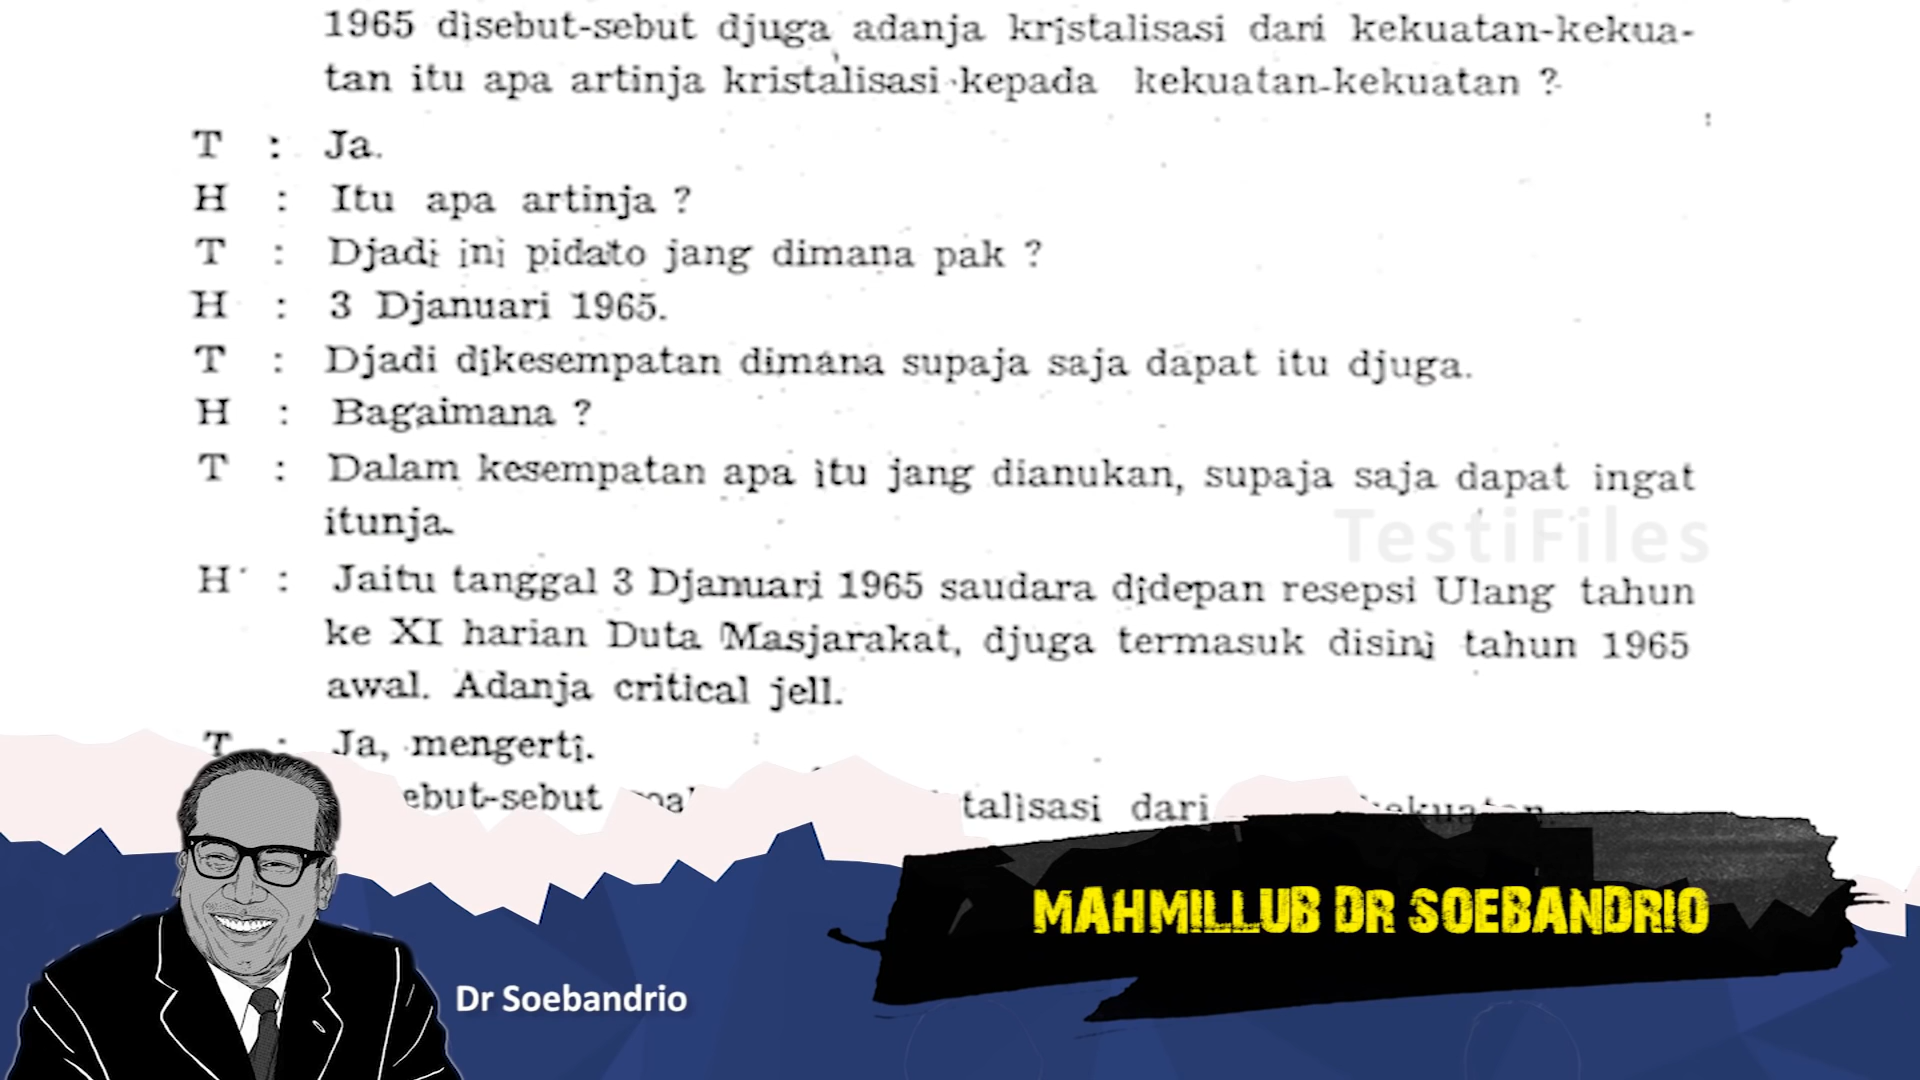 1965 disebut-sebut djuga adanja kristalisasi dari kekuatan-kekua-
tan itu apa artinja kristalisasi kepada kekuatan-kekuatan ?
T : Ja.
H : Itu apa artinja ?
T : Djadi ini pidato jang dimana pak ?
H : 3 Djanuari 1965.
T : Djadi dikesempatan dimana supaja saja dapat itu djuga.
H : Bagaimana ?
T : Dalam kesempatan apa itu jang dianukan, supaja saja dapat ingat
itunja.
TestiFiles
H : Jaitu tanggal 3 Djanuari 1965 saudara didepan resepsi Ulang tahun
ke XI harian Duta Masjarakat, djuga termasuk disini tahun 1965
awal. Adanja critical jell.
T : Ja, mengerti.
ebut-sebut talisasi dari
MAHMILLUB DR SOEBANDRIO
Dr Soebandrio